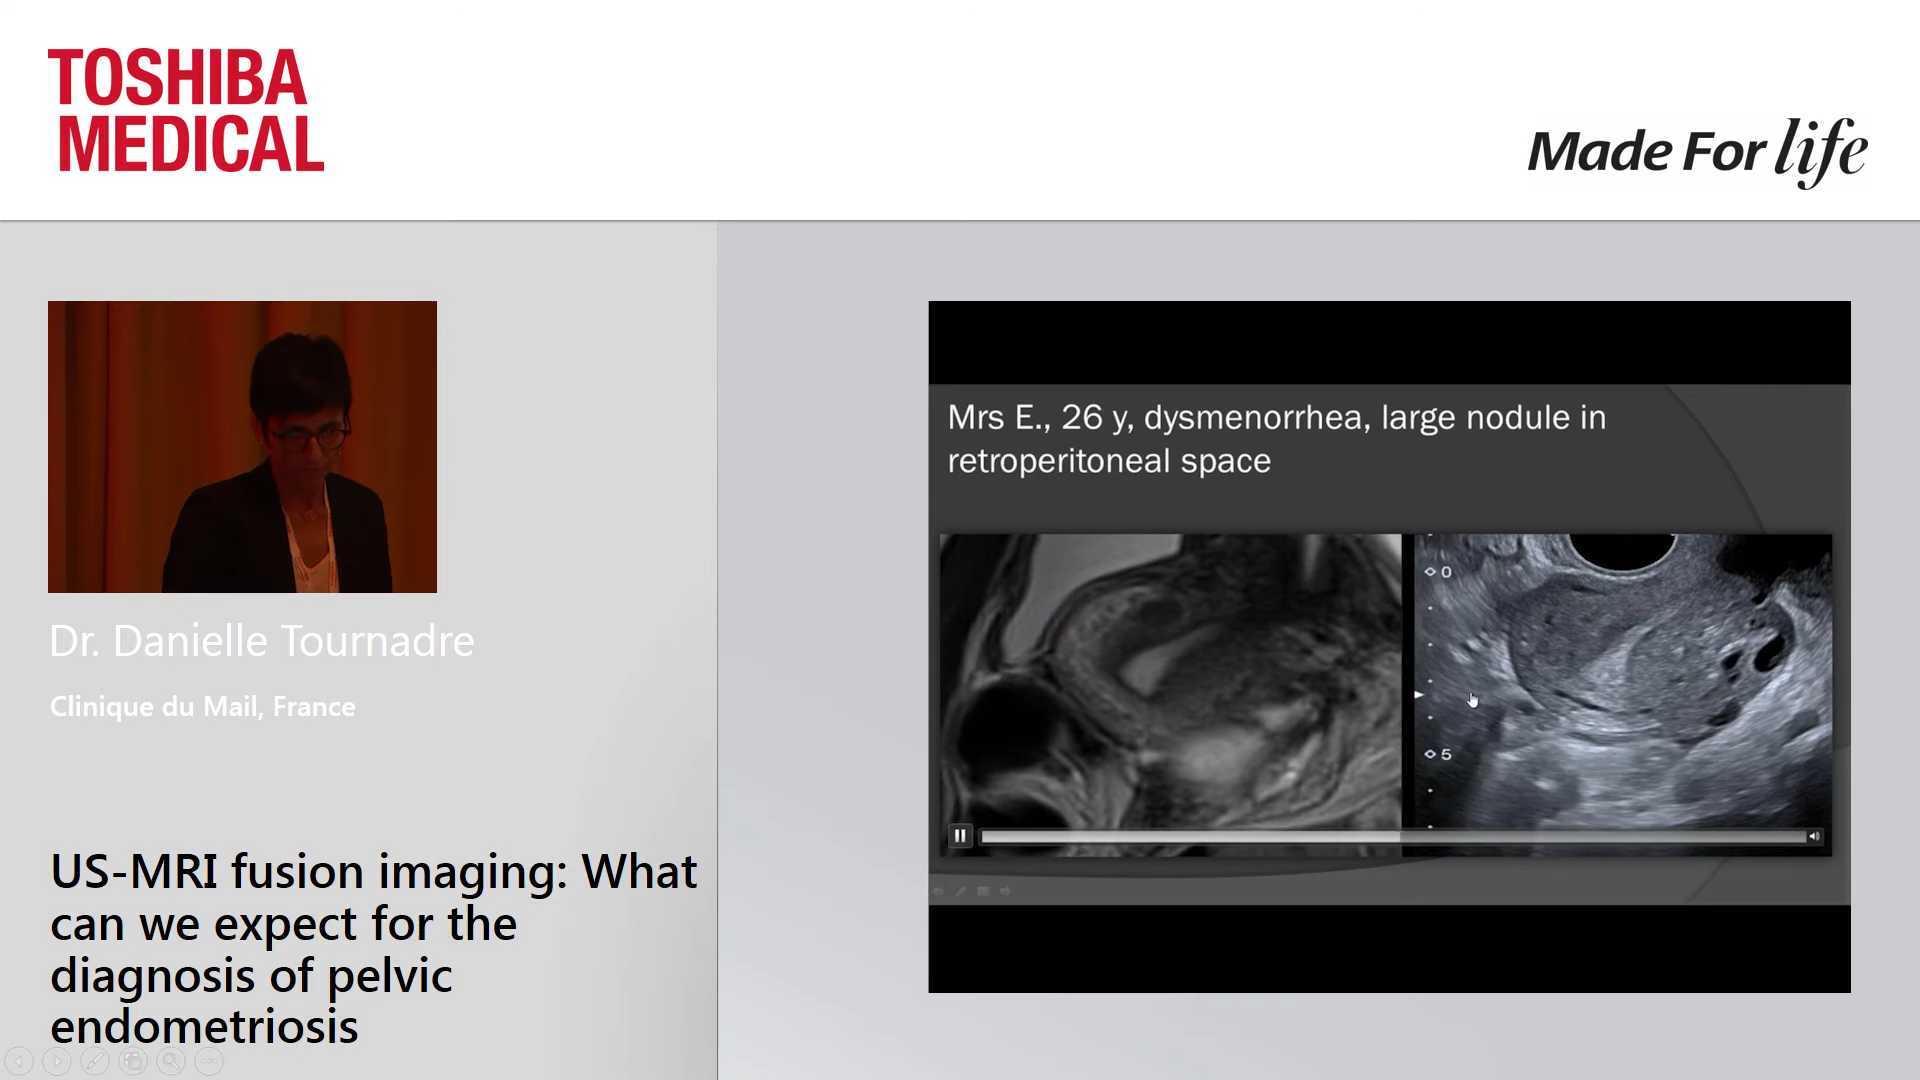 TOSHIBA
MEDICAL
Made For life
Dr. Danielle Tournadre
Clinique du Mail, France
US-MRI fusion imaging: What
can we expect for the
diagnosis of pelvic
endometriosis
Mrs E., 26 y, dysmenorrhea, large nodule in
retroperitoneal space
0
5